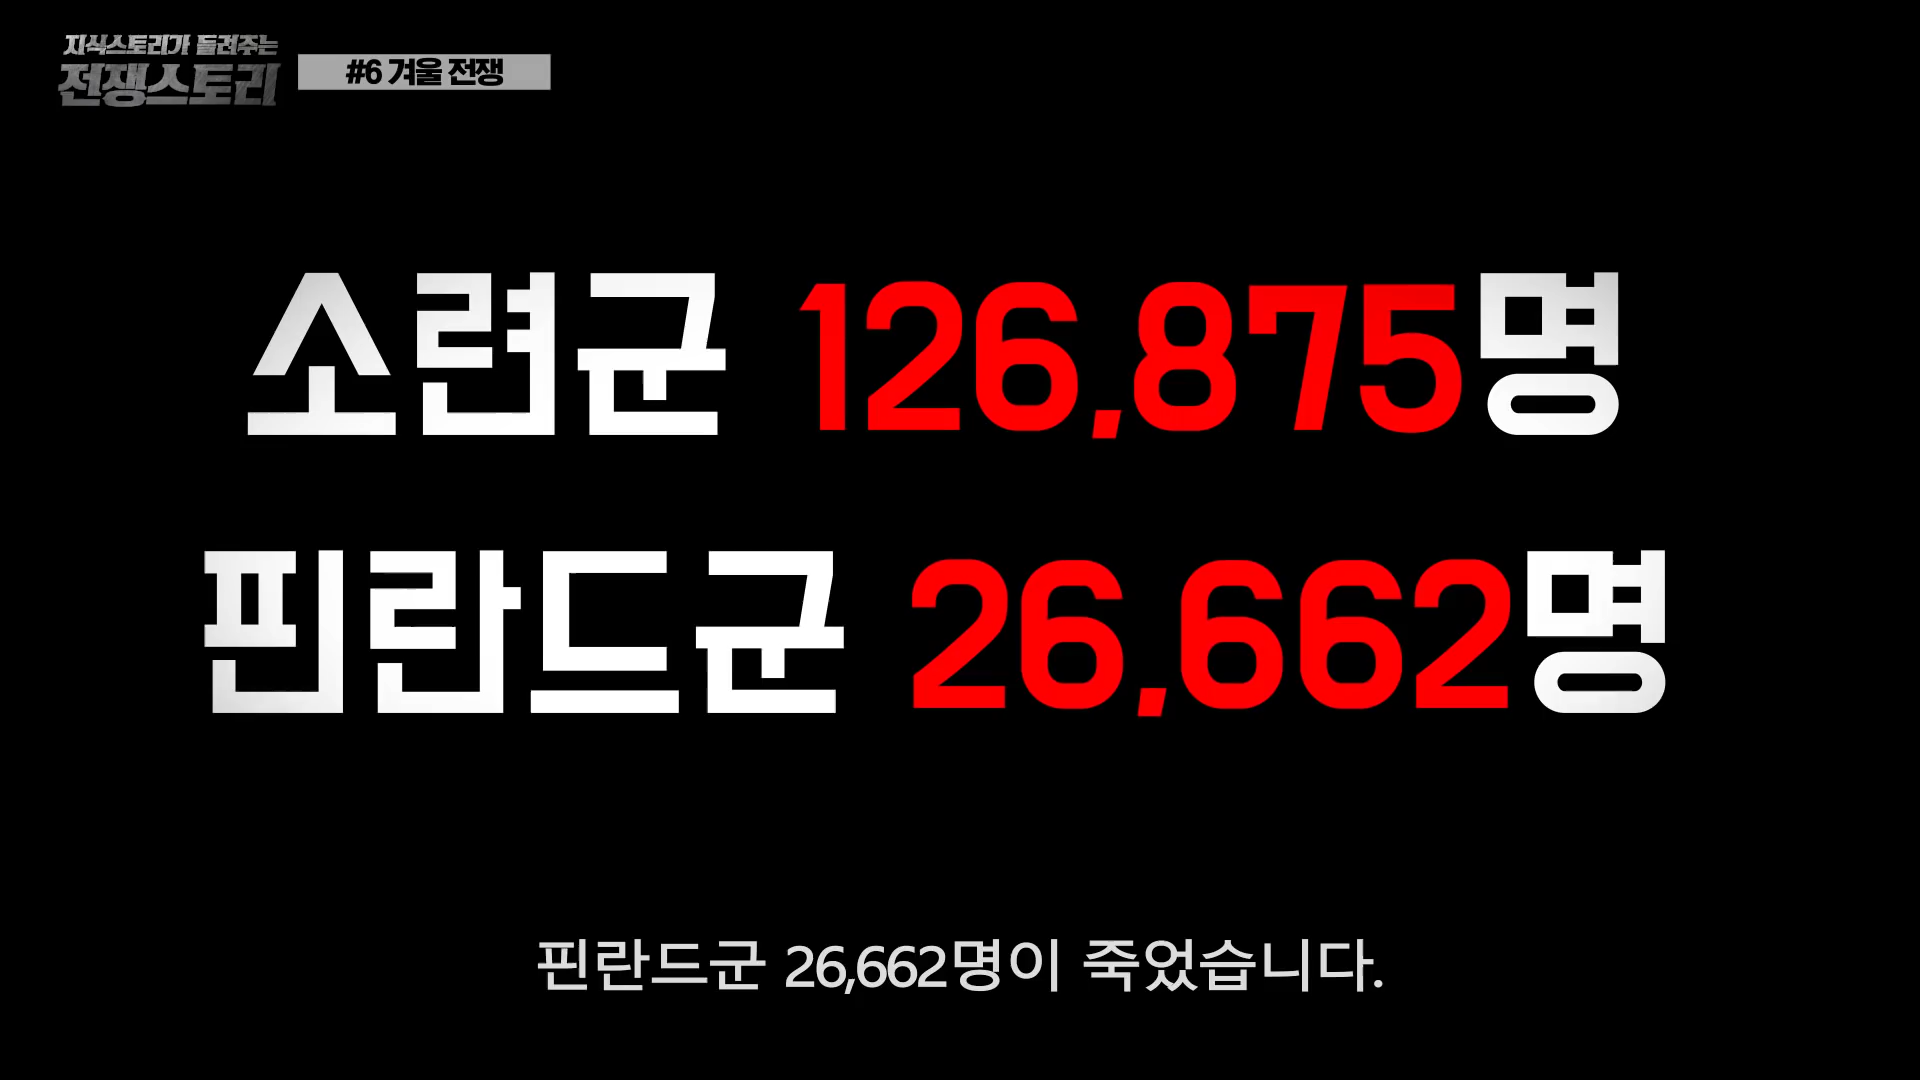 지식스토리가 들려주는
전쟁스토리
#6 겨울 전쟁
소련군 126,875명
핀란드군 26,662명
핀란드군 26,662명이 죽었습니다.